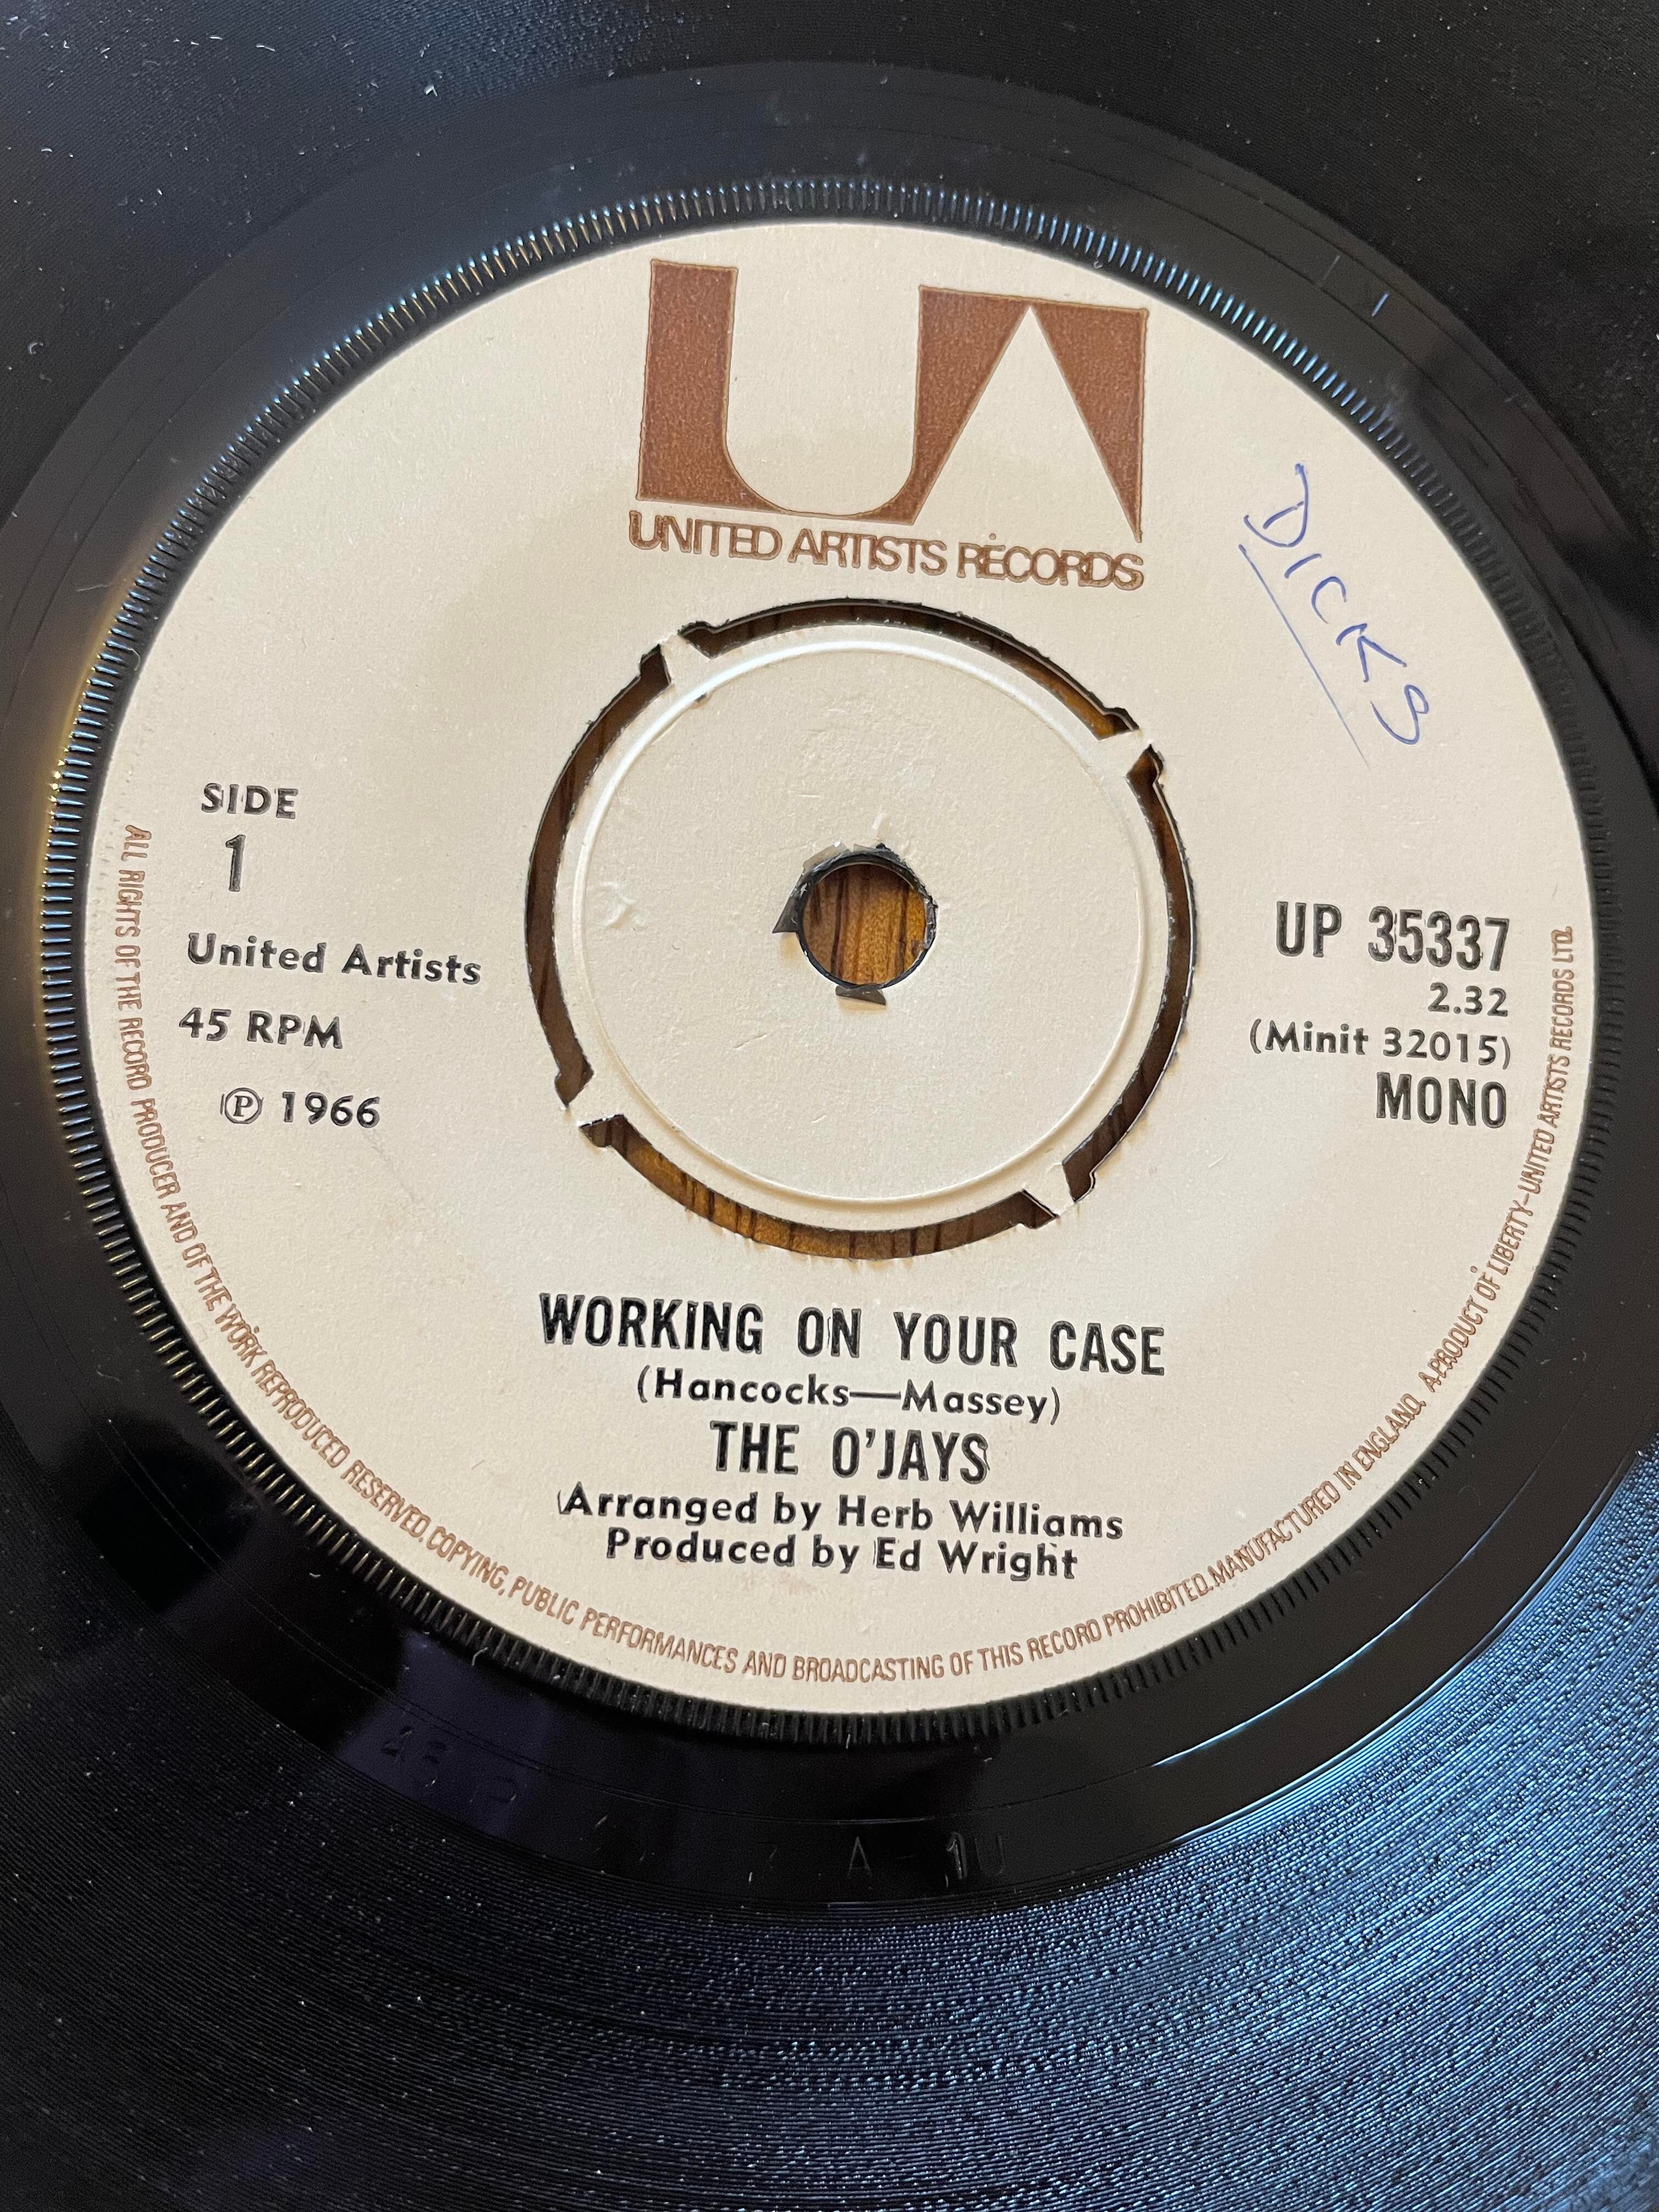 UA
UNITED ARTISTS RECORDS
DICKS
SIDE
1
United Artists
45 RPM
Ⓟ 1966
UP 35337
2.32
(Minit 32015)
MONO
WORKING ON YOUR CASE
(Hancocks—Massey)
THE O'JAYS
Arranged by Herb Williams
Produced by Ed Wright
ALL RIGHTS OF THE RECORD PRODUCER AND OF THE WORK REPRODUCED RESERVED. COPYING, PUBLIC PERFORMANCES AND BROADCASTING OF THIS RECORD PROHIBITED. MANUFACTURED IN ENGLAND. A PRODUCT OF LIBERTY-UNITED ARTISTS RECORDS LTD.
A-1U